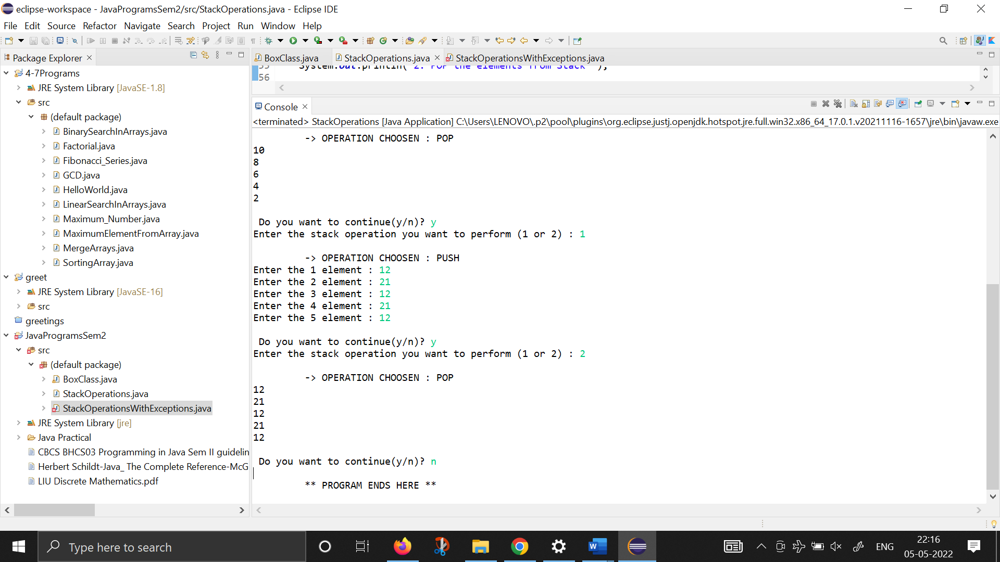 eclipse-workspace - JavaProgramsSem2/src/StackOperations.java - Eclipse IDE
File Edit Source Refactor Navigate Search Project Run Window Help
Package Explorer
4-7Programs
JRE System Library [JavaSE-1.8]
src
(default package)
BinarySearchInArrays.java
Factorial.java
Fibonacci_Series.java
GCD.java
HelloWorld.java
LinearSearchInArrays.java
Maximum_Number.java
MaximumElementFromArray.java
MergeArrays.java
SortingArray.java
greet
JRE System Library [JavaSE-16]
src
greetings
JavaProgramsSem2
src
(default package)
BoxClass.java
StackOperations.java
StackOperationsWithExceptions.java
JRE System Library [jre]
Java Practical
CBCS BHCS03 Programming in Java Sem II guidelin
Herbert Schildt-Java_ The Complete Reference-McG
LIU Discrete Mathematics.pdf
BoxClass.java StackOperations.java StackOperationsWithExceptions.java
55 System.out.println("2. POP the elements from Stack ");
56
Console
<terminated> StackOperations [Java Application] C:\Users\LENOVO\.p2\pool\plugins\org.eclipse.justj.openjdk.hotspot.jre.full.win32.x86_64_17.0.1.v20211116-1657\jre\bin\javaw.exe
-> OPERATION CHOOSEN : POP
10
8
6
4
2
Do you want to continue(y/n)? y
Enter the stack operation you want to perform (1 or 2) : 1
-> OPERATION CHOOSEN : PUSH
Enter the 1 element : 12
Enter the 2 element : 21
Enter the 3 element : 12
Enter the 4 element : 21
Enter the 5 element : 12
Do you want to continue(y/n)? y
Enter the stack operation you want to perform (1 or 2) : 2
-> OPERATION CHOOSEN : POP
12
21
12
21
12
Do you want to continue(y/n)? n
** PROGRAM ENDS HERE **
Type here to search
ENG
22:16
05-05-2022